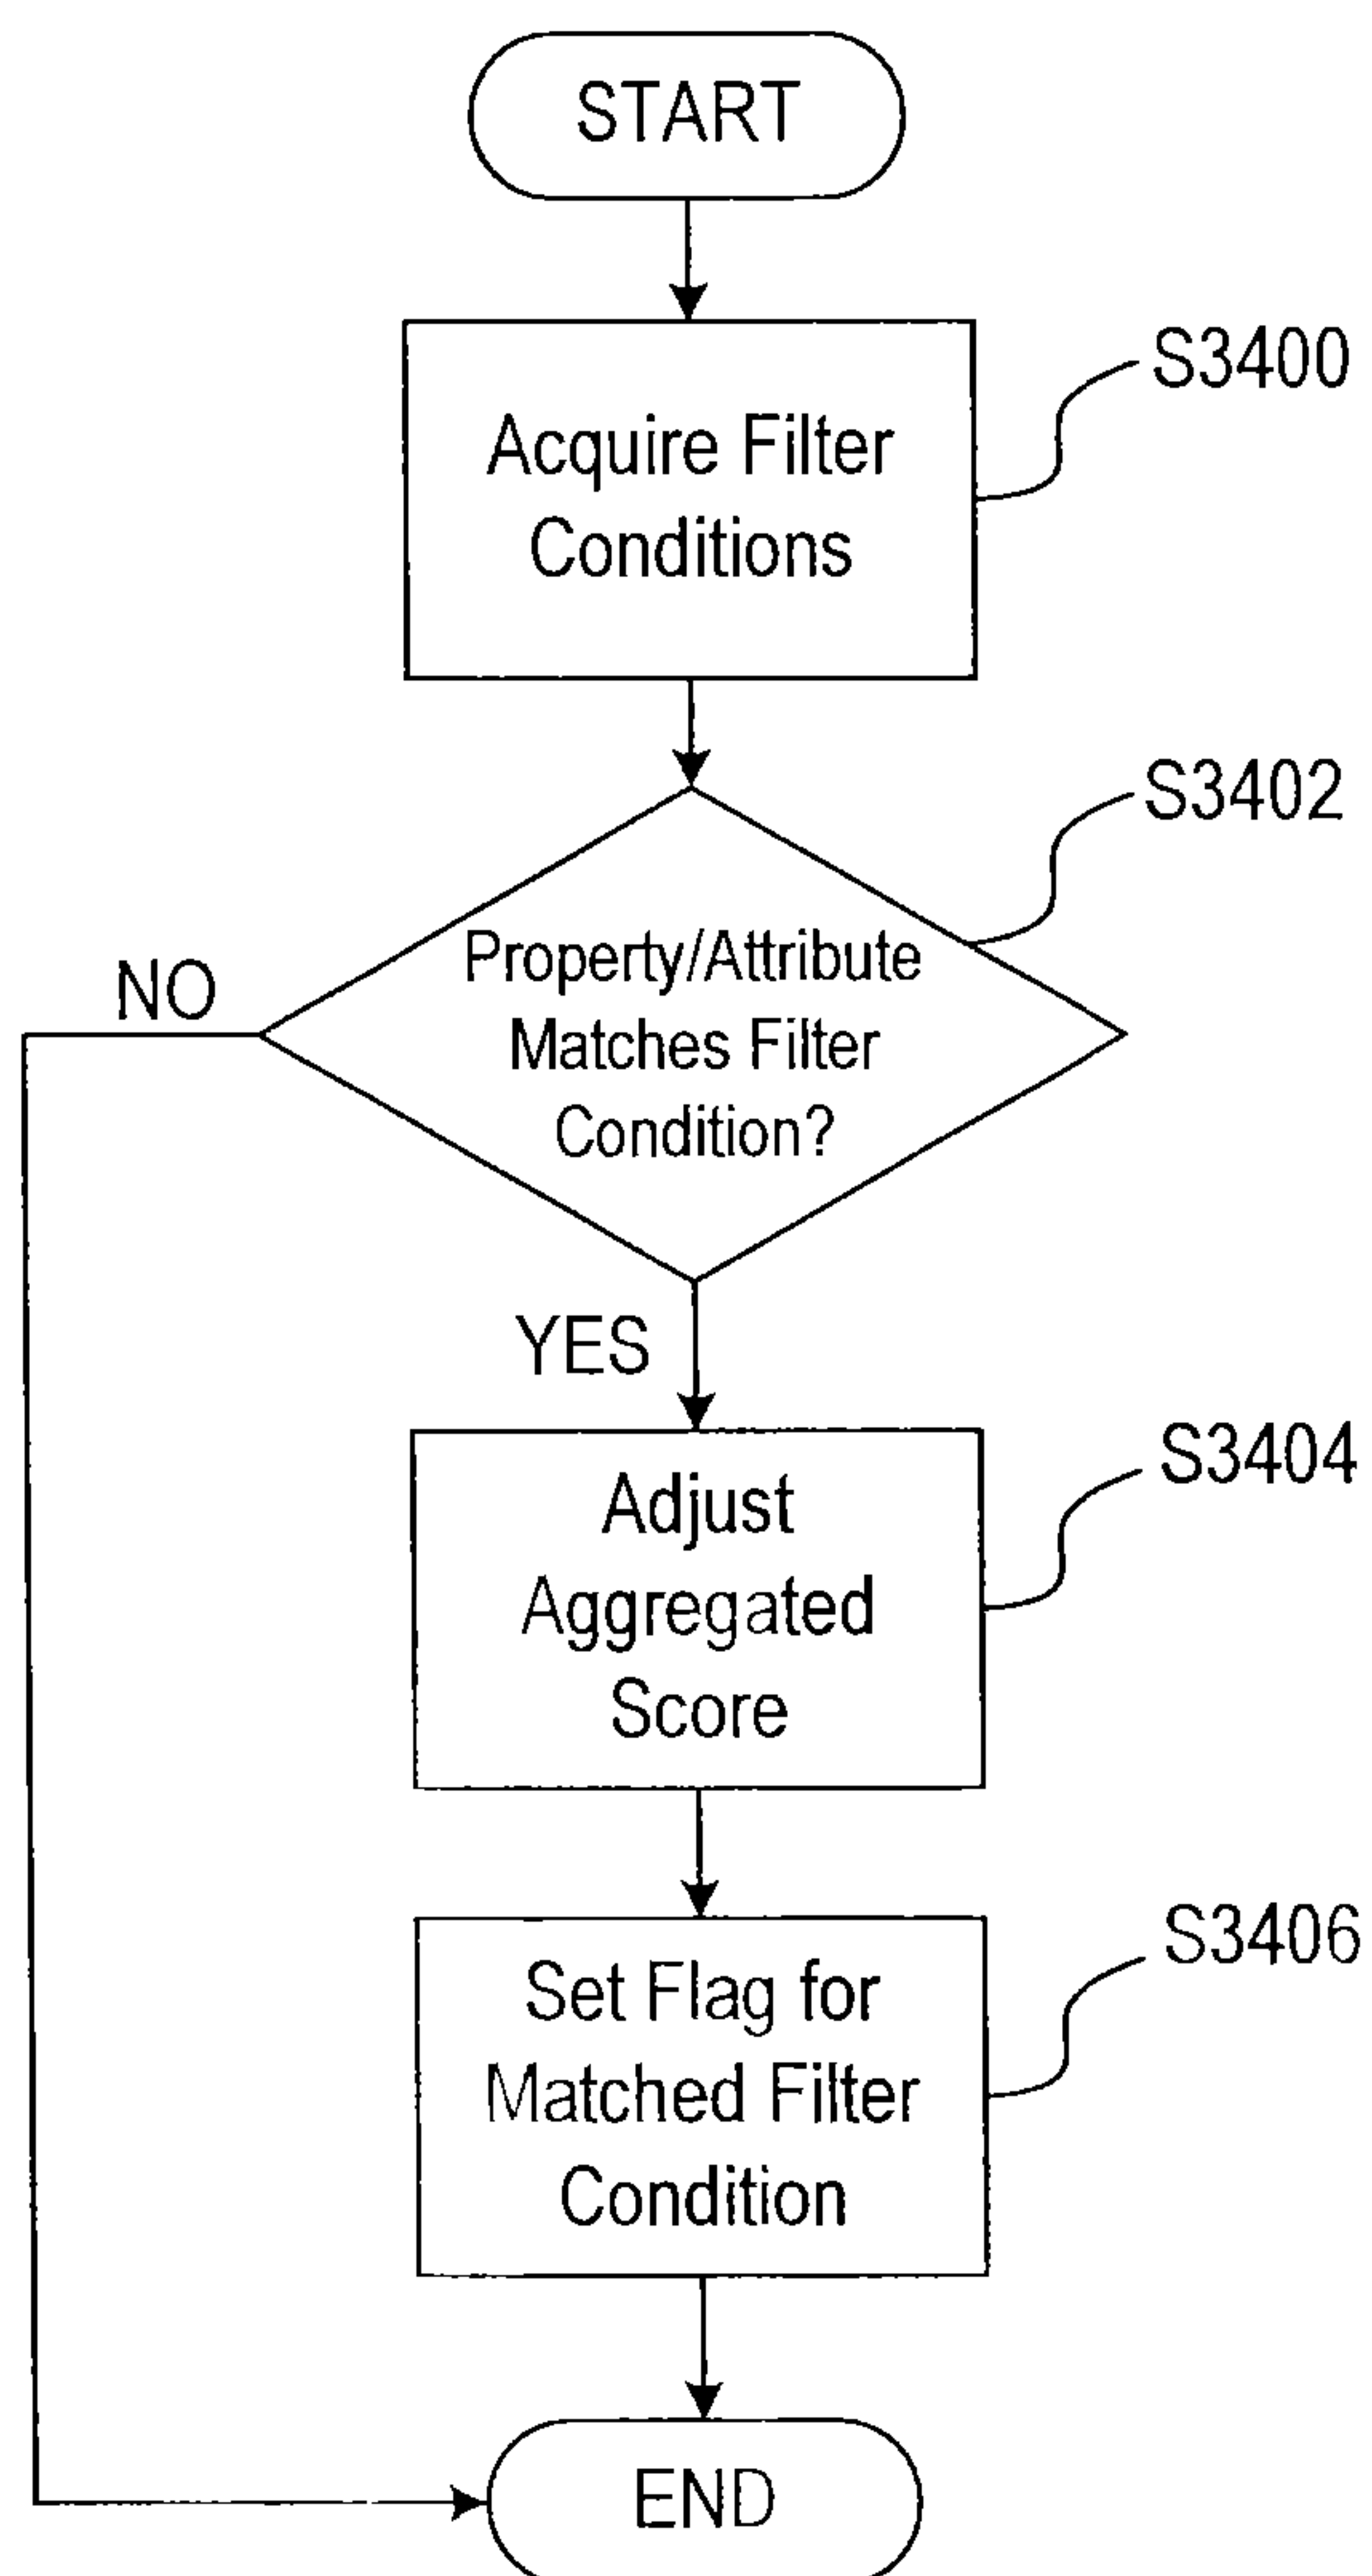 START
Acquire Filter
Conditions
S3400
S3402
Property/Attribute
Matches Filter
Condition?
NO
YES
Adjust
Aggregated
Score
S3404
Set Flag for
Matched Filter
Condition
S3406
END